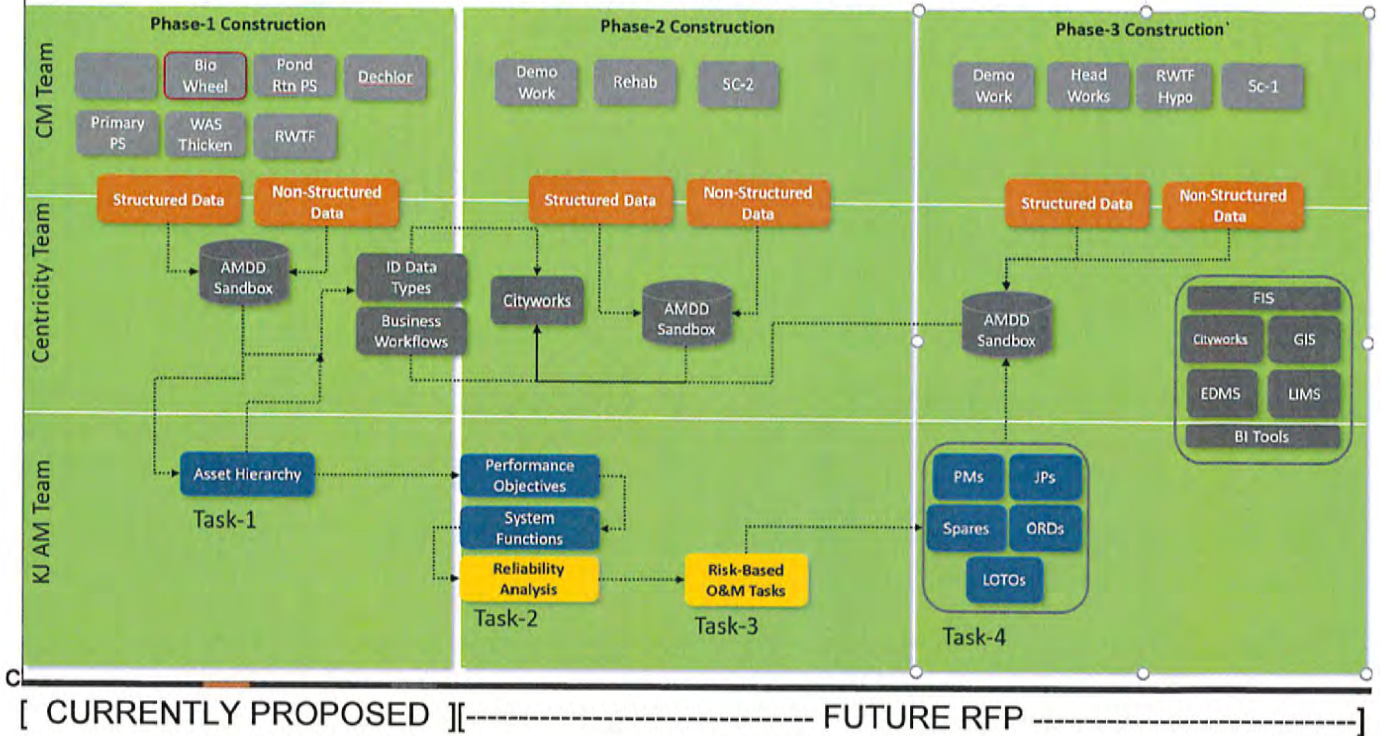 Phase-1 Construction
Phase-2 Construction
Phase-3 Construction`
CM Team
Bio
Wheel
Pond
Rtn PS
Dechlor
Primary
PS
WAS
Thicken
RWTF
Demo
Work
Rehab
SC-2
Demo
Work
Head
Works
RWTF
Hypo
Sc-1
Structured Data
Non-Structured
Data
Structured Data
Non-Structured
Data
Structured Data
Non-Structured
Data
Centricity Team
AMDD
Sandbox
ID Data
Types
Business
Workflows
Cityworks
AMDD
Sandbox
AMDD
Sandbox
FIS
Cityworks
GIS
EDMS
LIMS
BI Tools
KJ AM Team
Asset Hierarchy
Task-1
Performance
Objectives
System
Functions
Reliability
Analysis
Task-2
Risk-Based
O&M Tasks
Task-3
PMs
JPs
Spares
ORDs
LOTOs
Task-4
C
[ CURRENTLY PROPOSED ][----------------------------- FUTURE RFP ---------------------------]